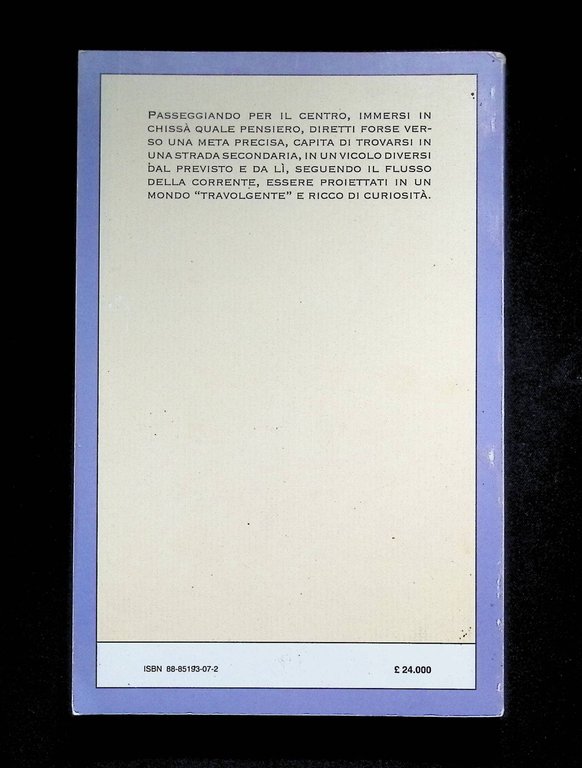 PASSEGGIANDO PER IL CENTRO, IMMERSI IN
CHISSÀ QUALE PENSIERO, DIRETTI FORSE VER-
SO UNA META PRECISA, CAPITA DI TROVARSI IN
UNA STRADA SECONDARIA, IN UN VICOLO DIVERSI
DAL PREVISTO E DA LÌ, SEGUENDO IL FLUSSO
DELLA CORRENTE, ESSERE PROIETTATI IN UN
MONDO “TRAVOLGENTE” E RICCO DI CURIOSITÀ.
ISBN 88-85193-07-2
£ 24.000